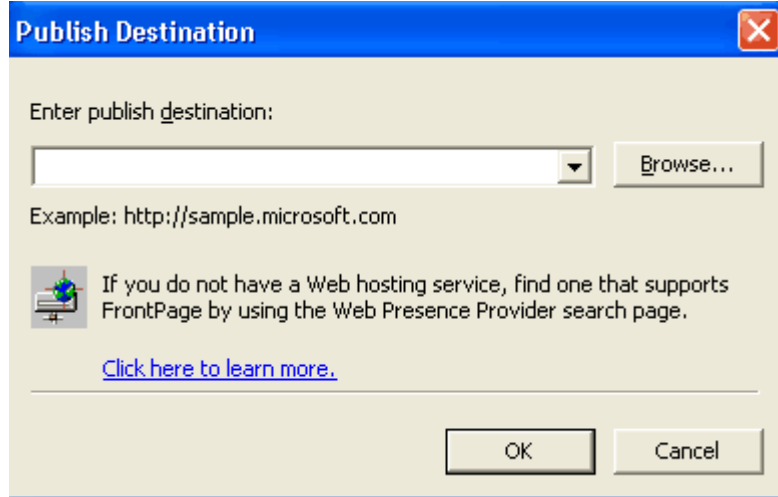 Publish Destination
Enter publish destination:
Browse...
Example: http://sample.microsoft.com
If you do not have a Web hosting service, find one that supports
FrontPage by using the Web Presence Provider search page.
Click here to learn more.
OK
Cancel